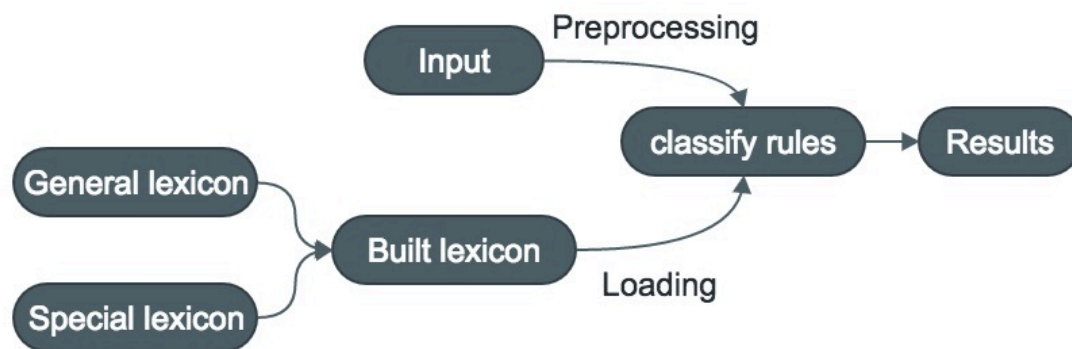 Preprocessing
Input
classify rules
Results
General lexicon
Built lexicon
Loading
Special lexicon